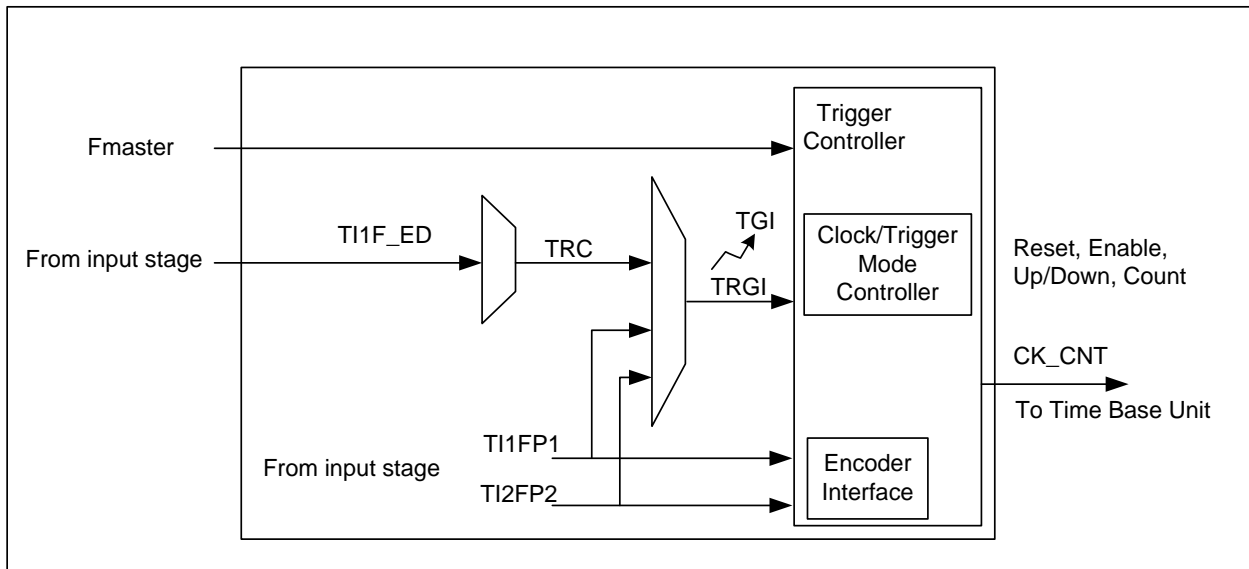 Trigger
Controller
Fmaster
TI1F_ED
TRC
TGI
TRGI
From input stage
Clock/Trigger
Mode
Controller
Reset, Enable,
Up/Down, Count
CK_CNT
To Time Base Unit
TI1FP1
From input stage
TI2FP2
Encoder
Interface